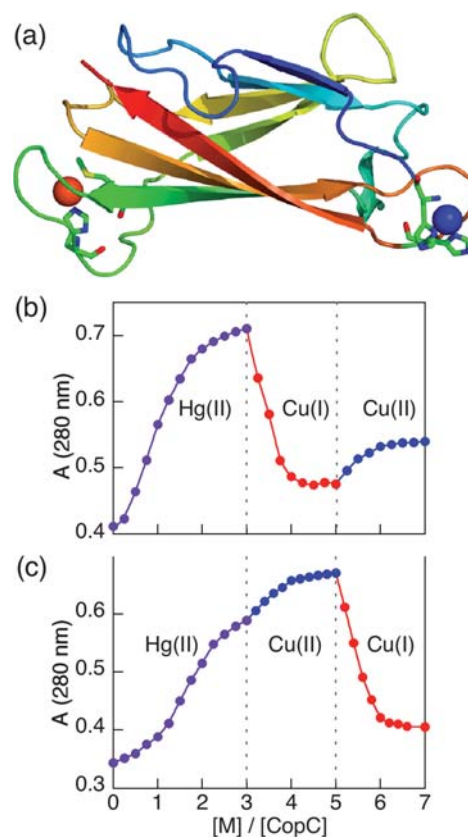 (a)
(b)
0.7
0.6
0.5
0.4
A (280 nm)
Hg(II)
Cu(I)
Cu(II)
(c)
0.6
0.5
0.4
0.3
A (280 nm)
Hg(II)
Cu(II)
Cu(I)
0 1 2 3 4 5 6 7
[M] / [CopC]